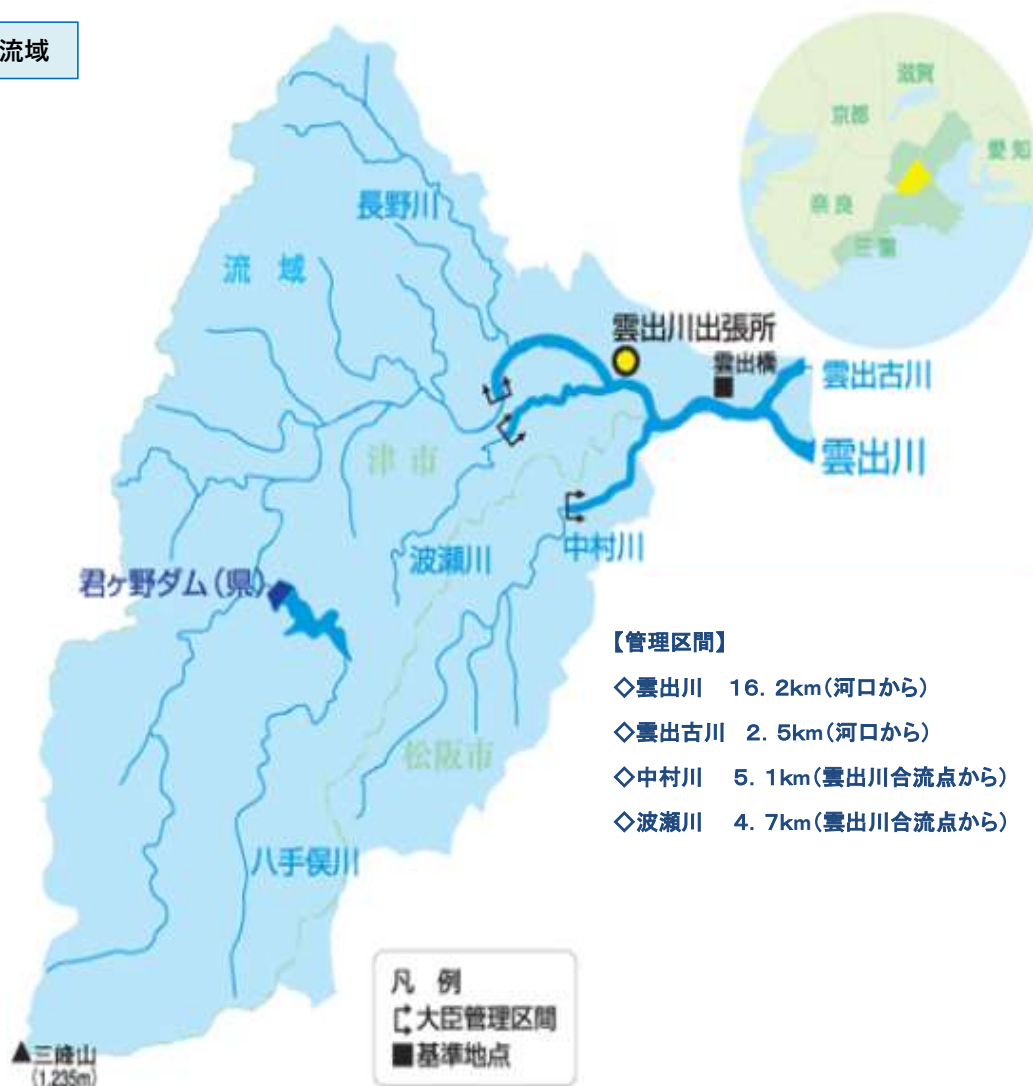 流域
滋賀
京都
愛知
奈良
三重
長野川
流 域
雲出川出張所
雲出橋
雲出古川
雲出川
津市
波瀬川
中村川
君ヶ野ダム(県)
松阪市
八手俣川
【管理区間】
◇雲出川 16. 2km(河口から)
◇雲出古川 2. 5km(河口から)
◇中村川 5. 1km(雲出川合流点から)
◇波瀬川 4. 7km(雲出川合流点から)
凡 例
大臣管理区間
■基準地点
▲三峰山
(1,235m)